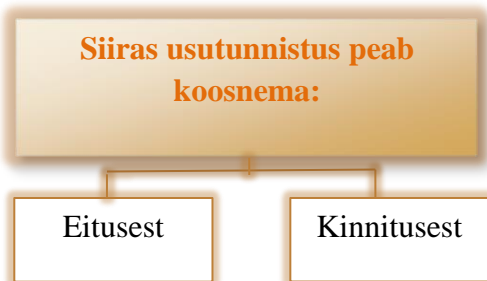 Siiras usutunnistus peab
koosnema:
Eitusest
Kinnitusest